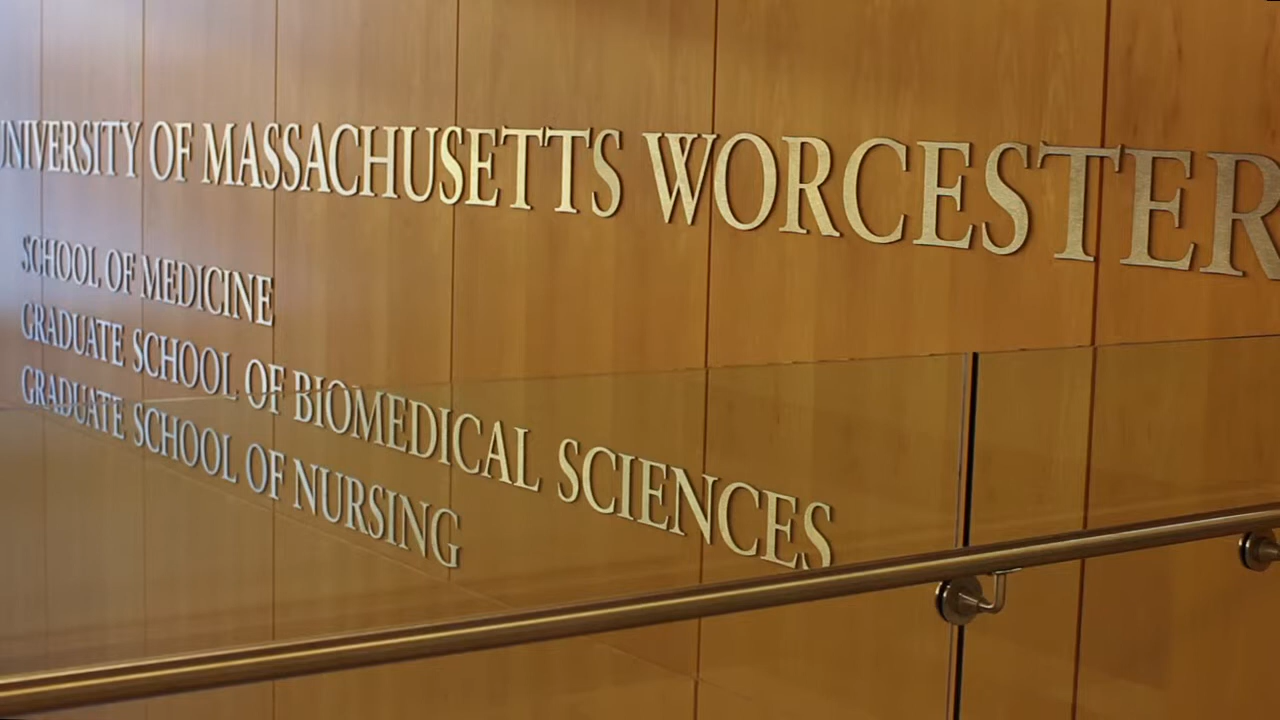 UNIVERSITY OF MASSACHUSETTS WORCESTER
SCHOOL OF MEDICINE
GRADUATE SCHOOL OF BIOMEDICAL SCIENCES
GRADUATE SCHOOL OF NURSING